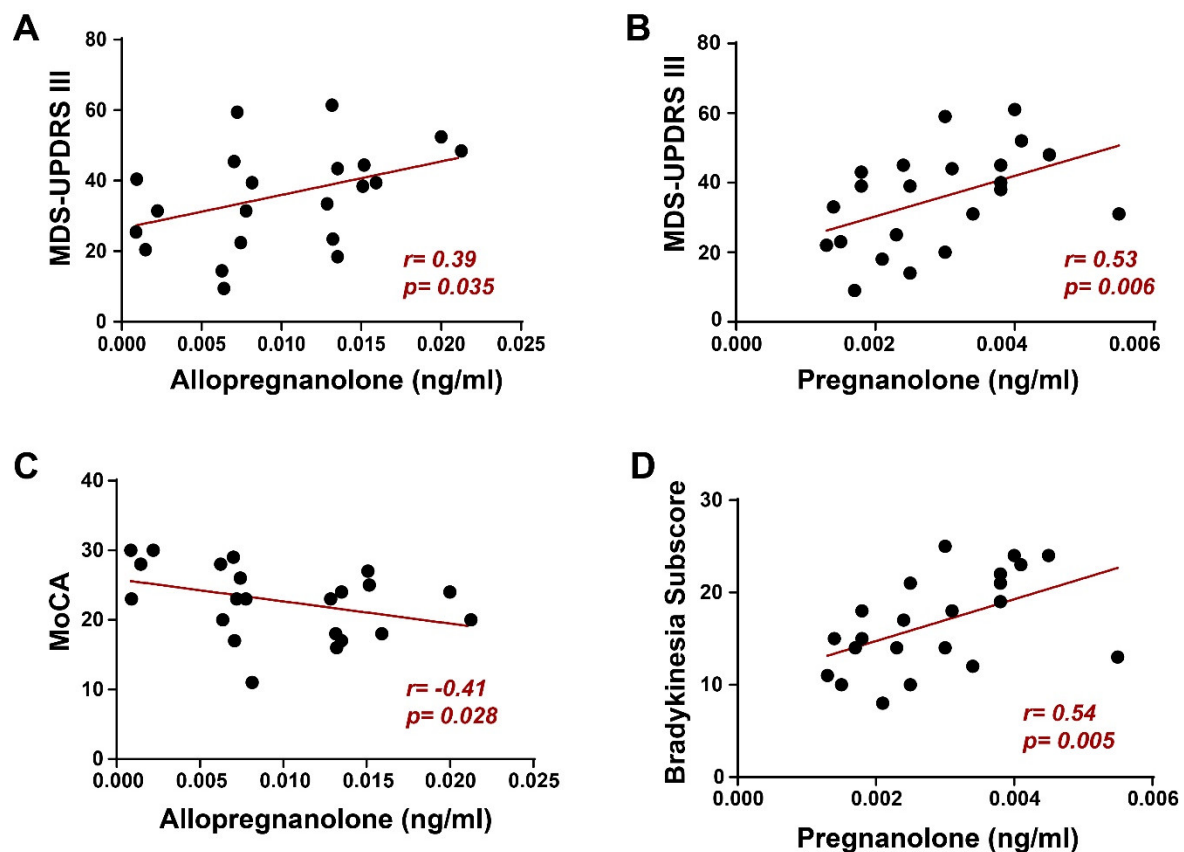 A
MDS-UPDRS III
80
60
40
20
0
r= 0.39
p= 0.035
0.000 0.005 0.010 0.015 0.020 0.025
Allopregnanolone (ng/ml)
B
MDS-UPDRS III
80
60
40
20
0
r= 0.53
p= 0.006
0.000 0.002 0.004 0.006
Pregnanolone (ng/ml)
C
MoCA
40
30
20
10
0
r= -0.41
p= 0.028
0.000 0.005 0.010 0.015 0.020 0.025
Allopregnanolone (ng/ml)
D
Bradykinesia Subscore
30
20
10
0
r= 0.54
p= 0.005
0.000 0.002 0.004 0.006
Pregnanolone (ng/ml)